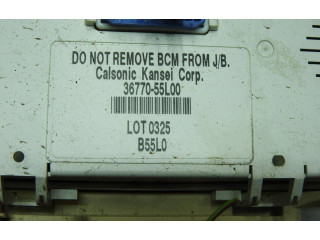 DO NOT REMOVE BCM FROM J/B.
Calsonic Kansei Corp.
36770-55L00
LOT 0325
B55L0